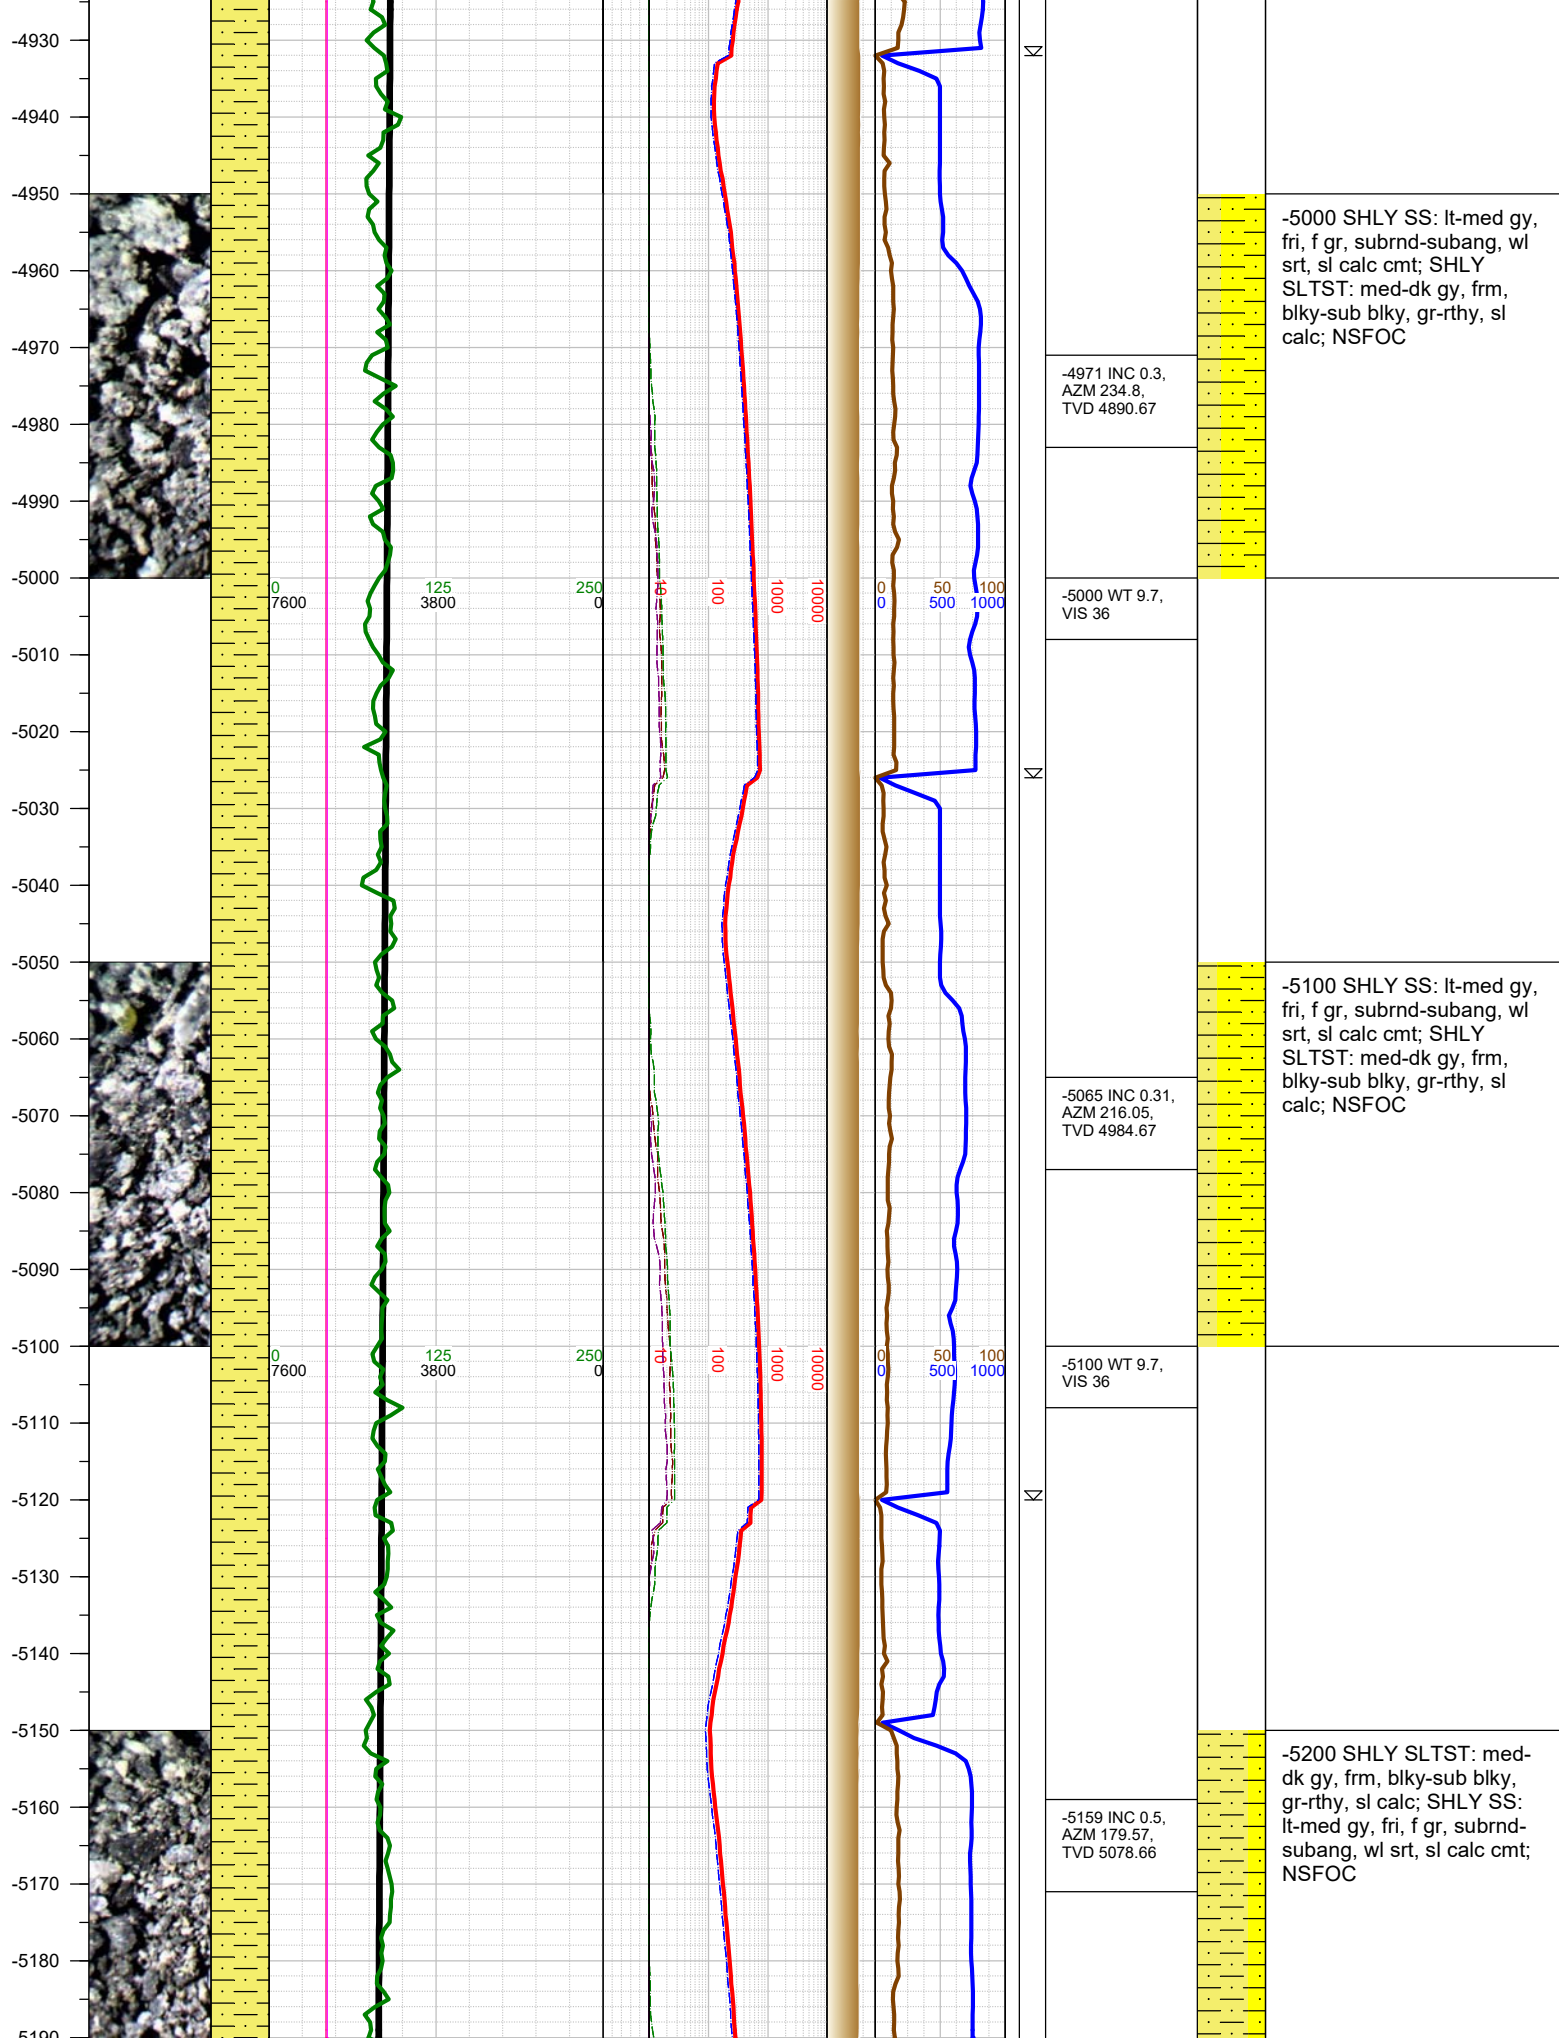 -4930
-4940
-4950
-5000 SHLY SS: lt-med gy,
fri, f gr, subrnd-subang, wl
srt, sl calc cmt; SHLY
SLTST: med-dk gy, frm,
blky-sub blky, gr-rthy, sl
calc; NSFOC
-4960
-4970
-4971 INC 0.3,
AZM 234.8,
TVD 4890.67
-4980
-4990
-5000
0 125 250 10 100 1000 10000 0 50 100
7600 3800 0 0 500 1000
-5000 WT 9.7,
VIS 36
-5010
-5020
-5030
-5040
-5050
-5100 SHLY SS: lt-med gy,
fri, f gr, subrnd-subang, wl
srt, sl calc cmt; SHLY
SLTST: med-dk gy, frm,
blky-sub blky, gr-rthy, sl
calc; NSFOC
-5060
-5065 INC 0.31,
AZM 216.05,
TVD 4984.67
-5070
-5080
-5090
-5100
0 125 250 10 100 1000 10000 0 50 100
7600 3800 0 0 500 1000
-5100 WT 9.7,
VIS 36
-5110
-5120
-5130
-5140
-5150
-5200 SHLY SLTST: med-
dk gy, frm, blky-sub blky,
gr-rthy, sl calc; SHLY SS:
lt-med gy, fri, f gr, subrnd-
subang, wl srt, sl calc cmt;
NSFOC
-5160
-5159 INC 0.5,
AZM 179.57,
TVD 5078.66
-5170
-5180
-5190